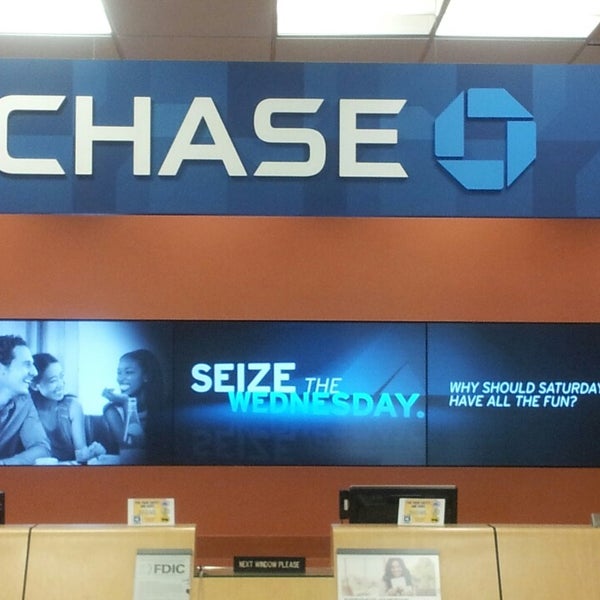 CHASE
SEIZE THE
WEDNESDAY.
WHY SHOULD SATURDAY
HAVE ALL THE FUN?
NEXT WINDOW PLEASE
FDIC